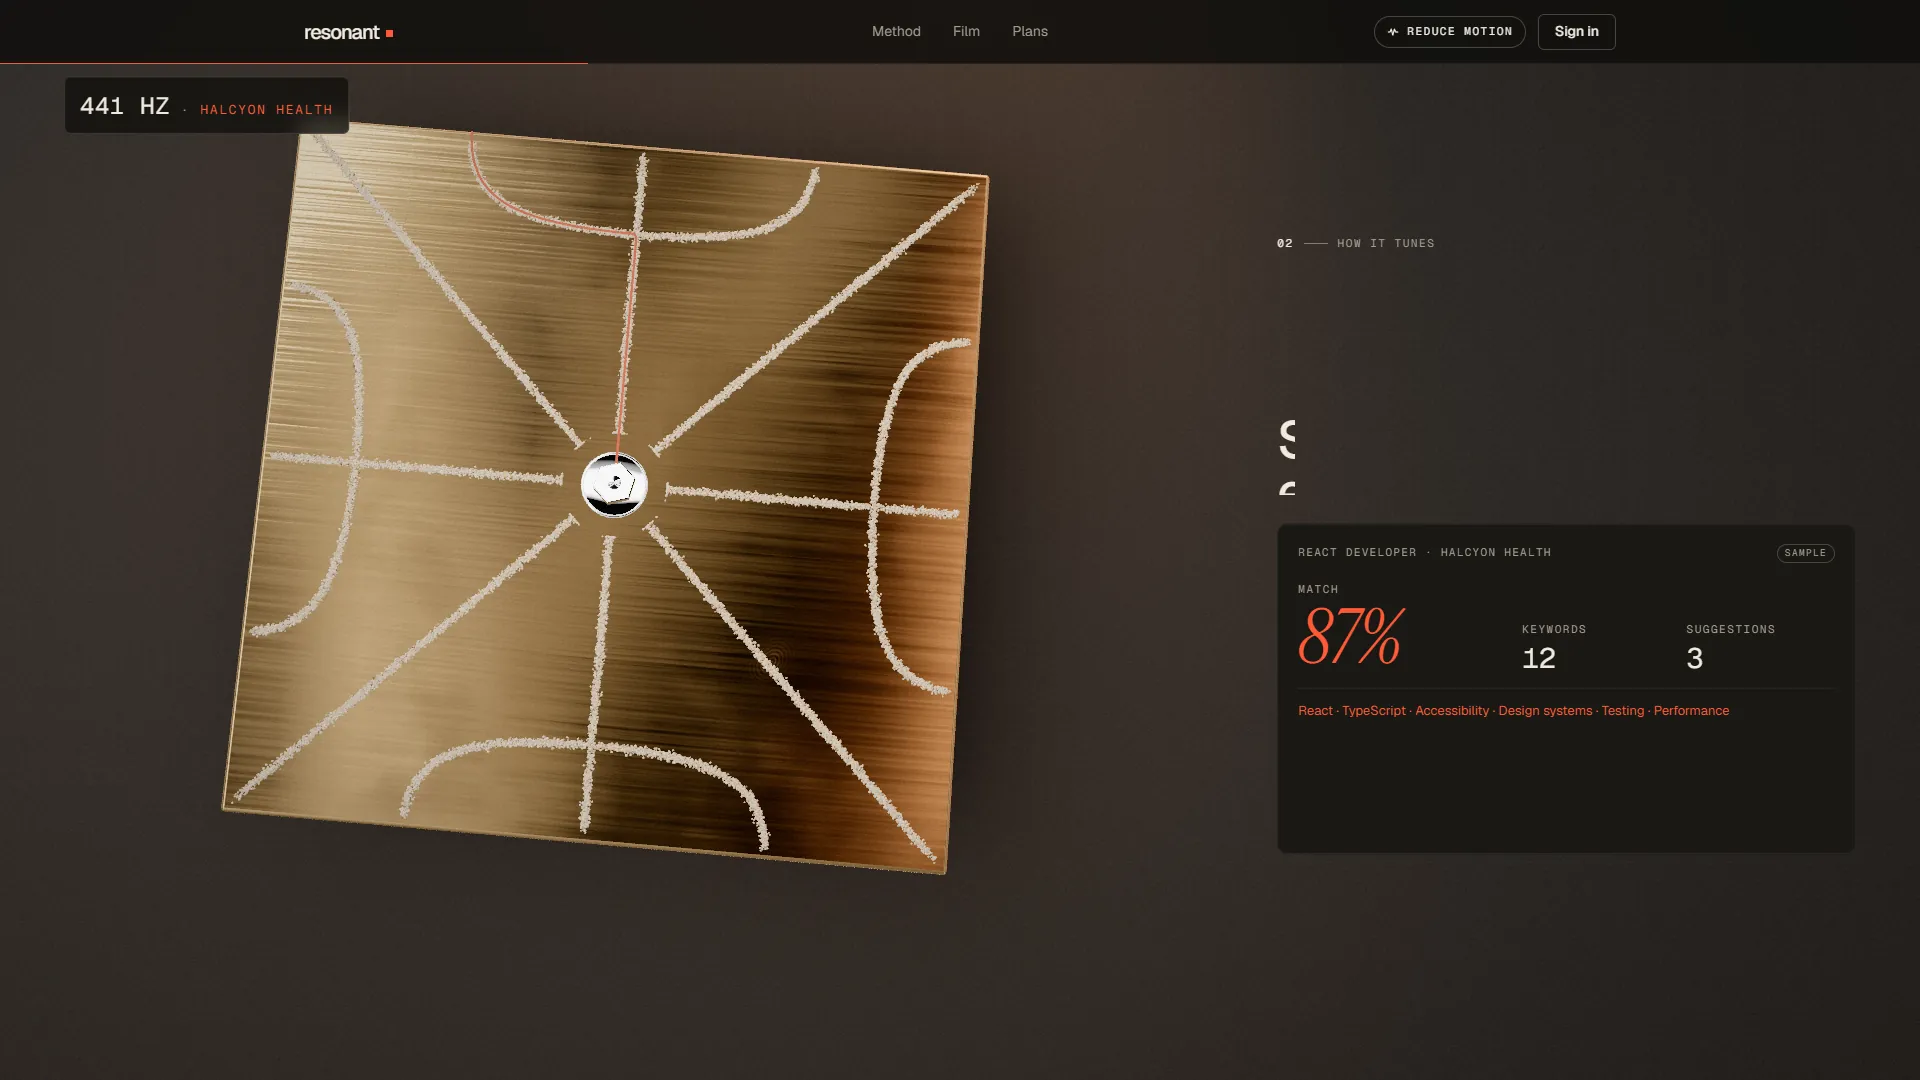 resonant
Method
Film
Plans
REDUCE MOTION
Sign in
441 HZ · HALCYON HEALTH
02 — HOW IT TUNES
REACT DEVELOPER · HALCYON HEALTH
SAMPLE
MATCH
87%
KEYWORDS
12
SUGGESTIONS
3
React · TypeScript · Accessibility · Design systems · Testing · Performance